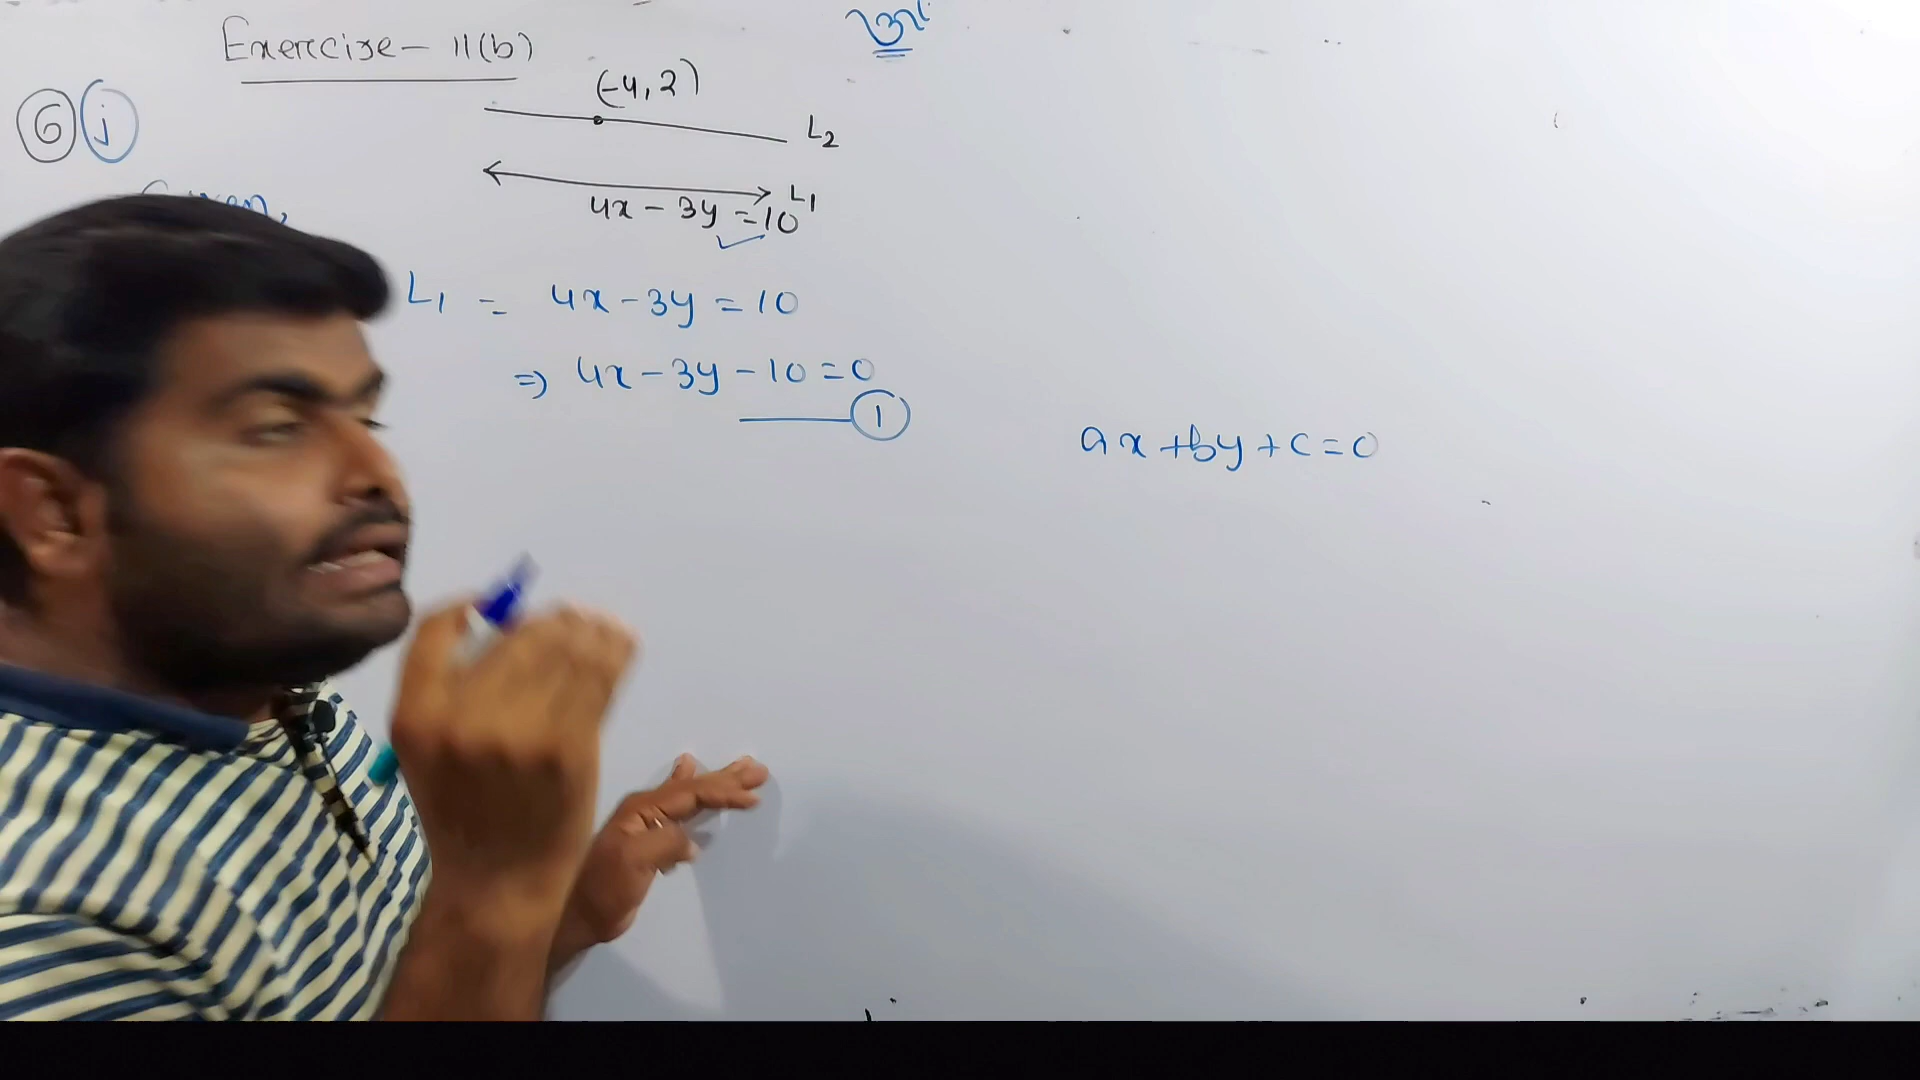 Exercise - 11(b)
6 j
(-4, 2)
L2
L1
4x - 3y = 10
L1 = 4x - 3y = 10
⇒ 4x - 3y - 10 = 0
1
ax + by + c = 0